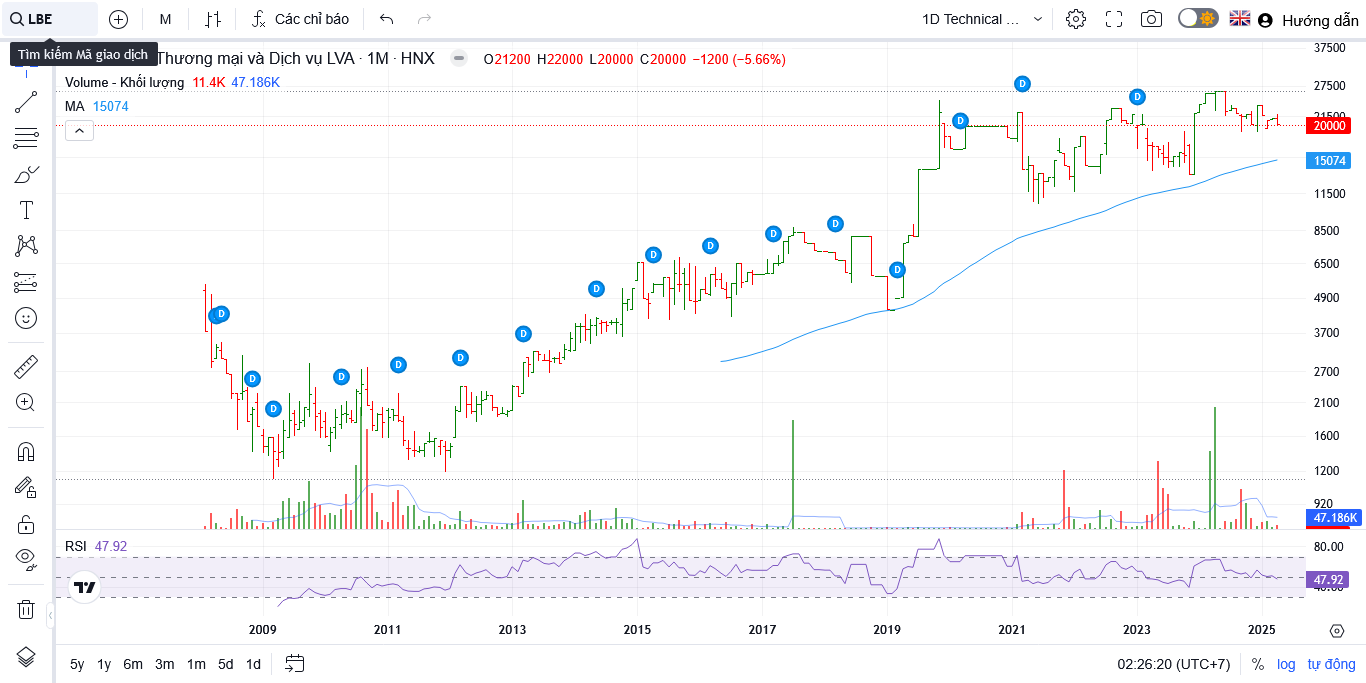 LBE M Các chỉ báo 1D Technical ... Hướng dẫn
Tìm kiếm Mã giao dịch
Thương mại và Dịch vụ LVA · 1M · HNX O21200 H22000 L20000 C20000 −1200 (−5.66%)
Volume - Khối lượng 11.4K 47.186K
MA 15074
37500
27500
21500
20000
15074
11500
8500
6500
4900
3700
2700
2100
1600
1200
920
47.186K
D D D D D D D D D D D D D D D D D D
RSI 47.92
80.00
47.92
40.00
2009 2011 2013 2015 2017 2019 2021 2023 2025
5y 1y 6m 3m 1m 5d 1d 02:26:20 (UTC+7) % log tự động